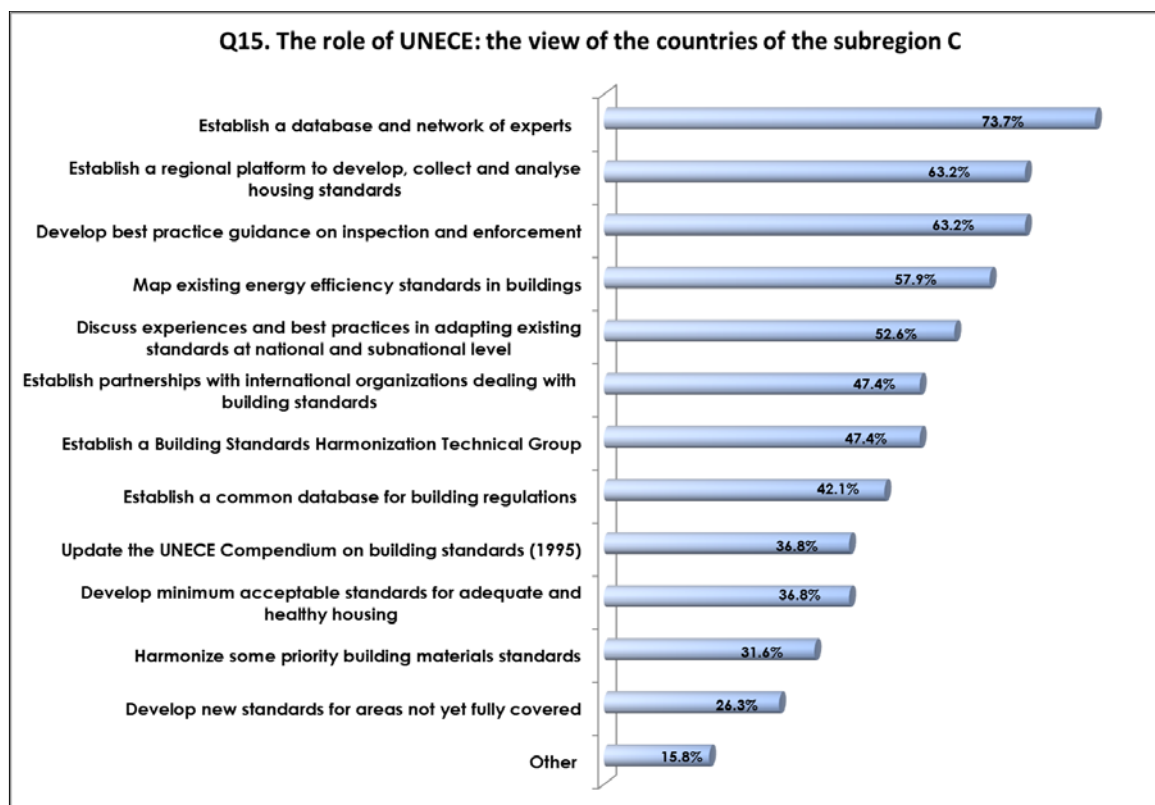 Q15. The role of UNECE: the view of the countries of the subregion C
Establish a database and network of experts
73.7%
Establish a regional platform to develop, collect and analyse
housing standards
63.2%
Develop best practice guidance on inspection and enforcement
63.2%
Map existing energy efficiency standards in buildings
57.9%
Discuss experiences and best practices in adapting existing
standards at national and subnational level
52.6%
Establish partnerships with international organizations dealing with
building standards
47.4%
Establish a Building Standards Harmonization Technical Group
47.4%
Establish a common database for building regulations
42.1%
Update the UNECE Compendium on building standards (1995)
36.8%
Develop minimum acceptable standards for adequate and
healthy housing
36.8%
Harmonize some priority building materials standards
31.6%
Develop new standards for areas not yet fully covered
26.3%
Other
15.8%